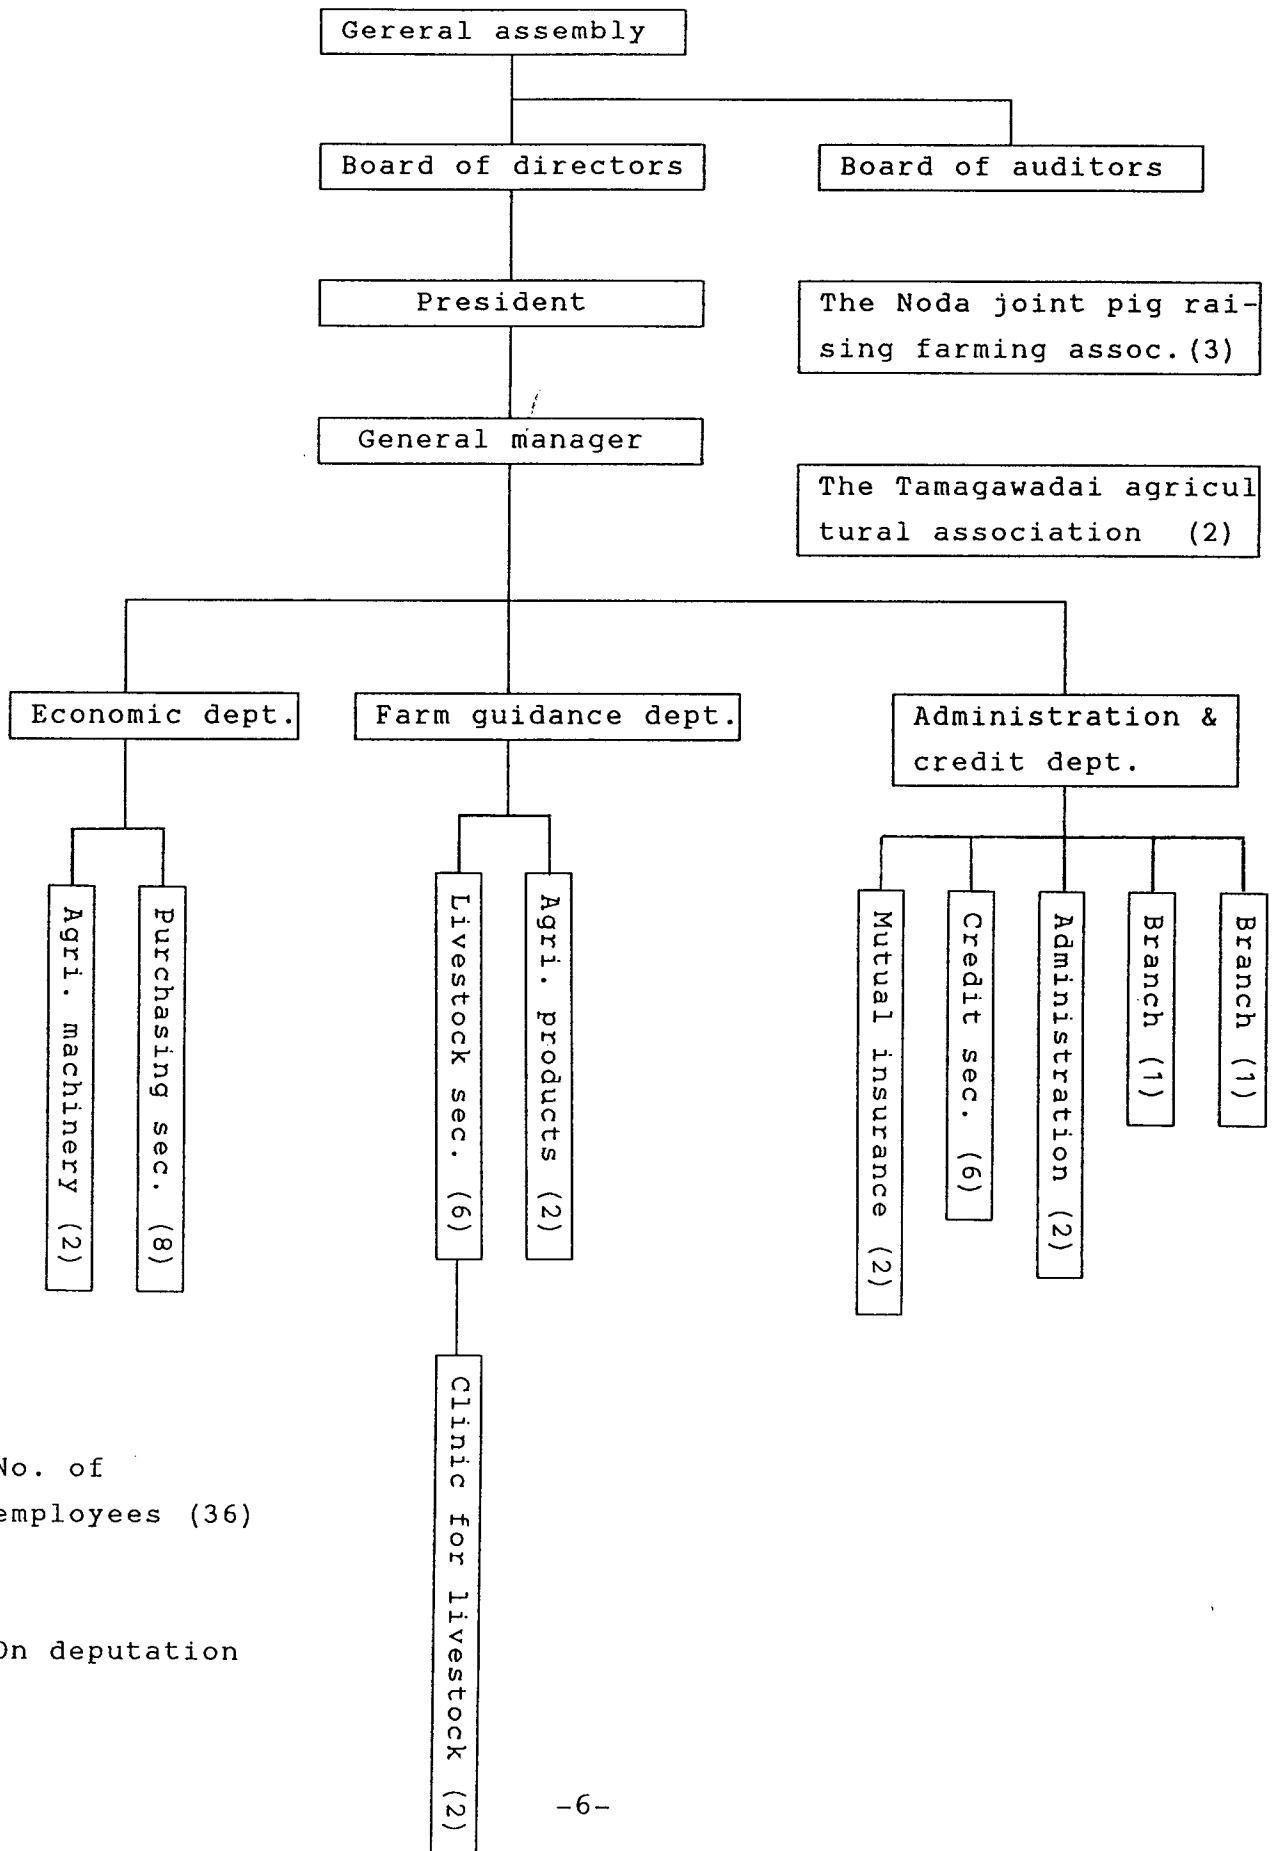 Gereral assembly
Board of directors
Board of auditors
President
The Noda joint pig rai-
sing farming assoc. (3)
General manager
The Tamagawadai agricul
tural association (2)
Economic dept.
Farm guidance dept.
Administration &
credit dept.
Agri. machinery (2)
Purchasing sec. (8)
Livestock sec. (6)
Agri. products (2)
Mutual insurance (2)
Credit sec. (6)
Administration (2)
Branch (1)
Branch (1)
Clinic for livestock (2)
No. of
employees (36)
On deputation
-6-